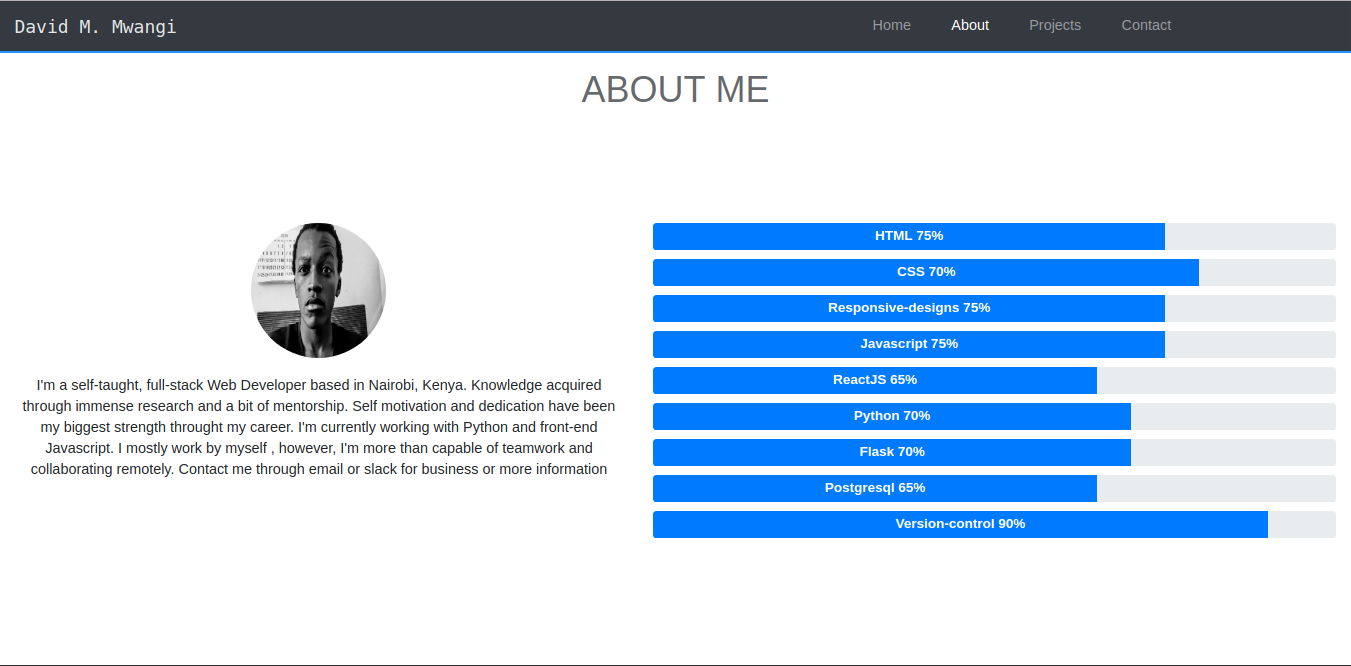 David M. Mwangi
Home About Projects Contact
ABOUT ME
I'm a self-taught, full-stack Web Developer based in Nairobi, Kenya. Knowledge acquired
through immense research and a bit of mentorship. Self motivation and dedication have been
my biggest strength throught my career. I'm currently working with Python and front-end
Javascript. I mostly work by myself , however, I'm more than capable of teamwork and
collaborating remotely. Contact me through email or slack for business or more information
HTML 75%
CSS 70%
Responsive-designs 75%
Javascript 75%
ReactJS 65%
Python 70%
Flask 70%
Postgresql 65%
Version-control 90%